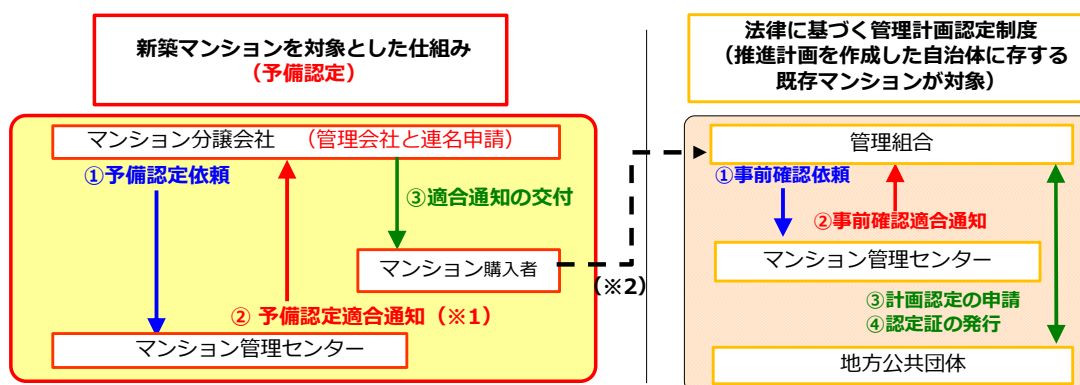 新築マンションを対象とした仕組み
（予備認定）
マンション分譲会社　（管理会社と連名申請）
①予備認定依頼
③適合通知の交付
マンション購入者
（※2）
② 予備認定適合通知（※1）
マンション管理センター
法律に基づく管理計画認定制度
（推進計画を作成した自治体に存する
既存マンションが対象）
管理組合
①事前確認依頼
②事前確認適合通知
マンション管理センター
③計画認定の申請
④認定証の発行
地方公共団体